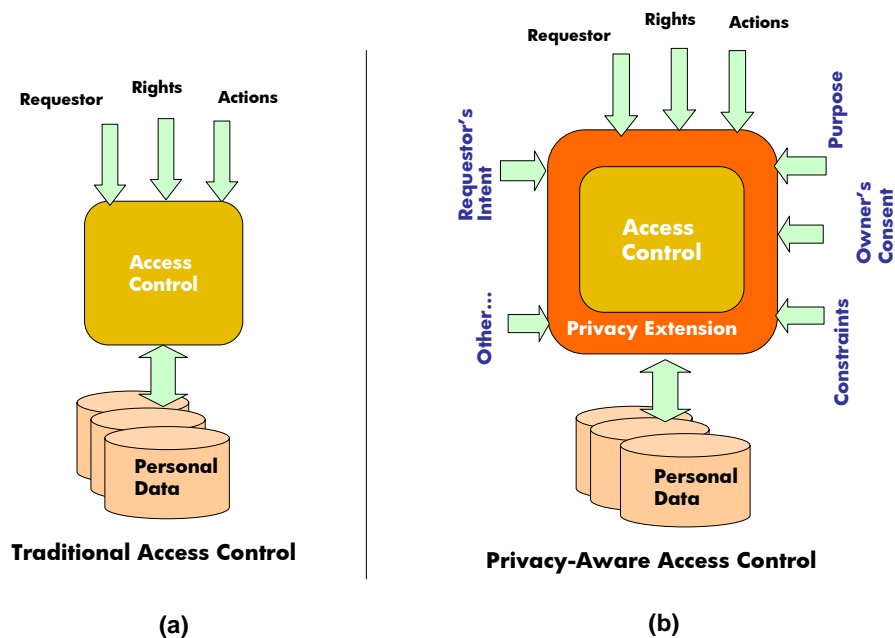 Requestor
Rights
Actions
Access
Control
Personal
Data
Traditional Access Control
(a)
Requestor
Rights
Actions
Requestor's
Intent
Other...
Purpose
Owner's
Consent
Constraints
Access
Control
Privacy Extension
Personal
Data
Privacy-Aware Access Control
(b)